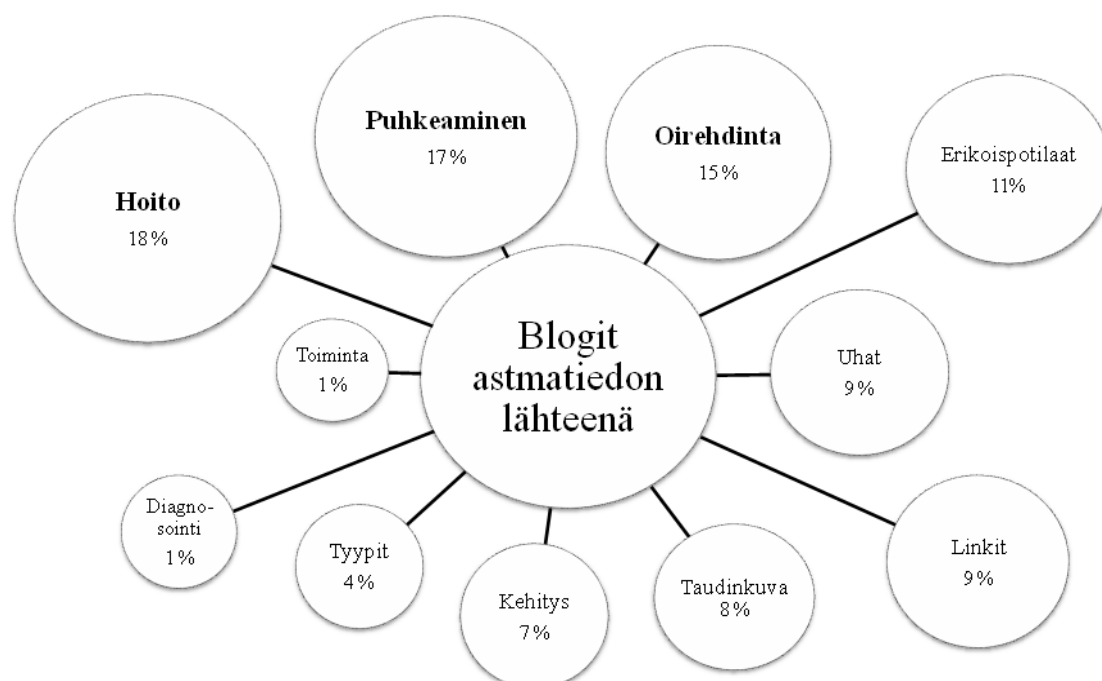 Puhkeaminen
17%
Oirehdinta
15%
Erikoispotilaat
11%
Hoito
18%
Blogit
astmatiedon
lähteenä
Toiminta
1%
Uhat
9%
Diagno-
sointi
1%
Tyypit
4%
Kehitys
7%
Taudinkuva
8%
Linkit
9%